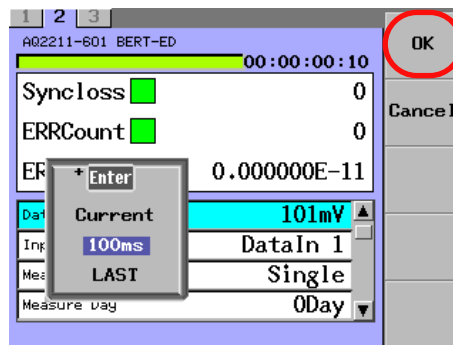 1 2 3
AQ2211-601 BERT-ED
00:00:00:10
OK
Syncloss 0
Cancel
ERRCount 0
ER 0.000000E-11
+ Enter
Current
100ms
LAST
Dat 101mV
Inp DataIn 1
Mea Single
Measure Day 0Day